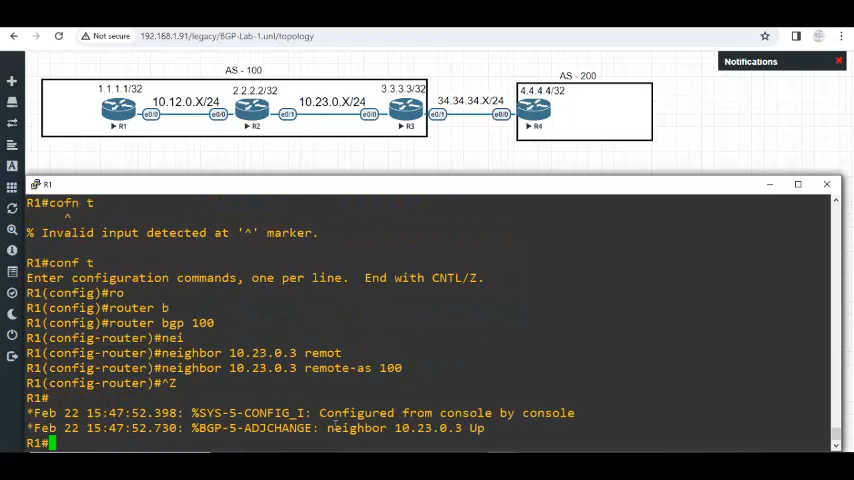 Not secure
192.168.1.91/legacy/BGP-Lab-1.unl/topology
Notifications
AS - 100
AS - 200
1.1.1.1/32
2.2.2.2/32
3.3.3.3/32
4.4.4.4/32
10.12.0.X/24
10.23.0.X/24
34.34.34.X/24
e0/0
e0/0
e0/1
e0/0
e0/1
e0/0
R1
R2
R3
R4
R1
R1#cofn t
^
% Invalid input detected at '^' marker.
R1#conf t
Enter configuration commands, one per line. End with CNTL/Z.
R1(config)#ro
R1(config)#router b
R1(config)#router bgp 100
R1(config-router)#nei
R1(config-router)#neighbor 10.23.0.3 remot
R1(config-router)#neighbor 10.23.0.3 remote-as 100
R1(config-router)#^Z
R1#
*Feb 22 15:47:52.398: %SYS-5-CONFIG_I: Configured from console by console
*Feb 22 15:47:52.730: %BGP-5-ADJCHANGE: neighbor 10.23.0.3 Up
R1#